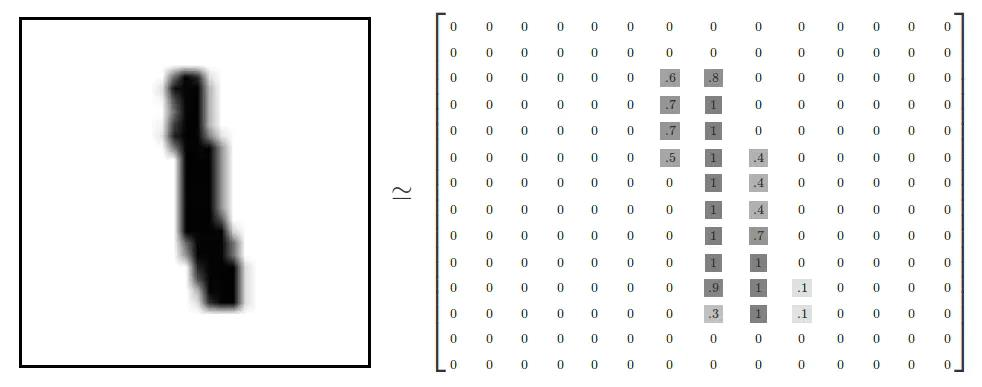 ≃
0 0 0 0 0 0 0 0 0 0 0 0 0 0
0 0 0 0 0 0 0 0 0 0 0 0 0 0
0 0 0 0 0 0 .6 .8 0 0 0 0 0 0
0 0 0 0 0 0 .7 1 0 0 0 0 0 0
0 0 0 0 0 0 .7 1 0 0 0 0 0 0
0 0 0 0 0 0 .5 1 .4 0 0 0 0 0
0 0 0 0 0 0 0 1 .4 0 0 0 0 0
0 0 0 0 0 0 0 1 .4 0 0 0 0 0
0 0 0 0 0 0 0 1 .7 0 0 0 0 0
0 0 0 0 0 0 0 1 1 0 0 0 0 0
0 0 0 0 0 0 0 .9 1 .1 0 0 0 0
0 0 0 0 0 0 0 .3 1 .1 0 0 0 0
0 0 0 0 0 0 0 0 0 0 0 0 0 0
0 0 0 0 0 0 0 0 0 0 0 0 0 0